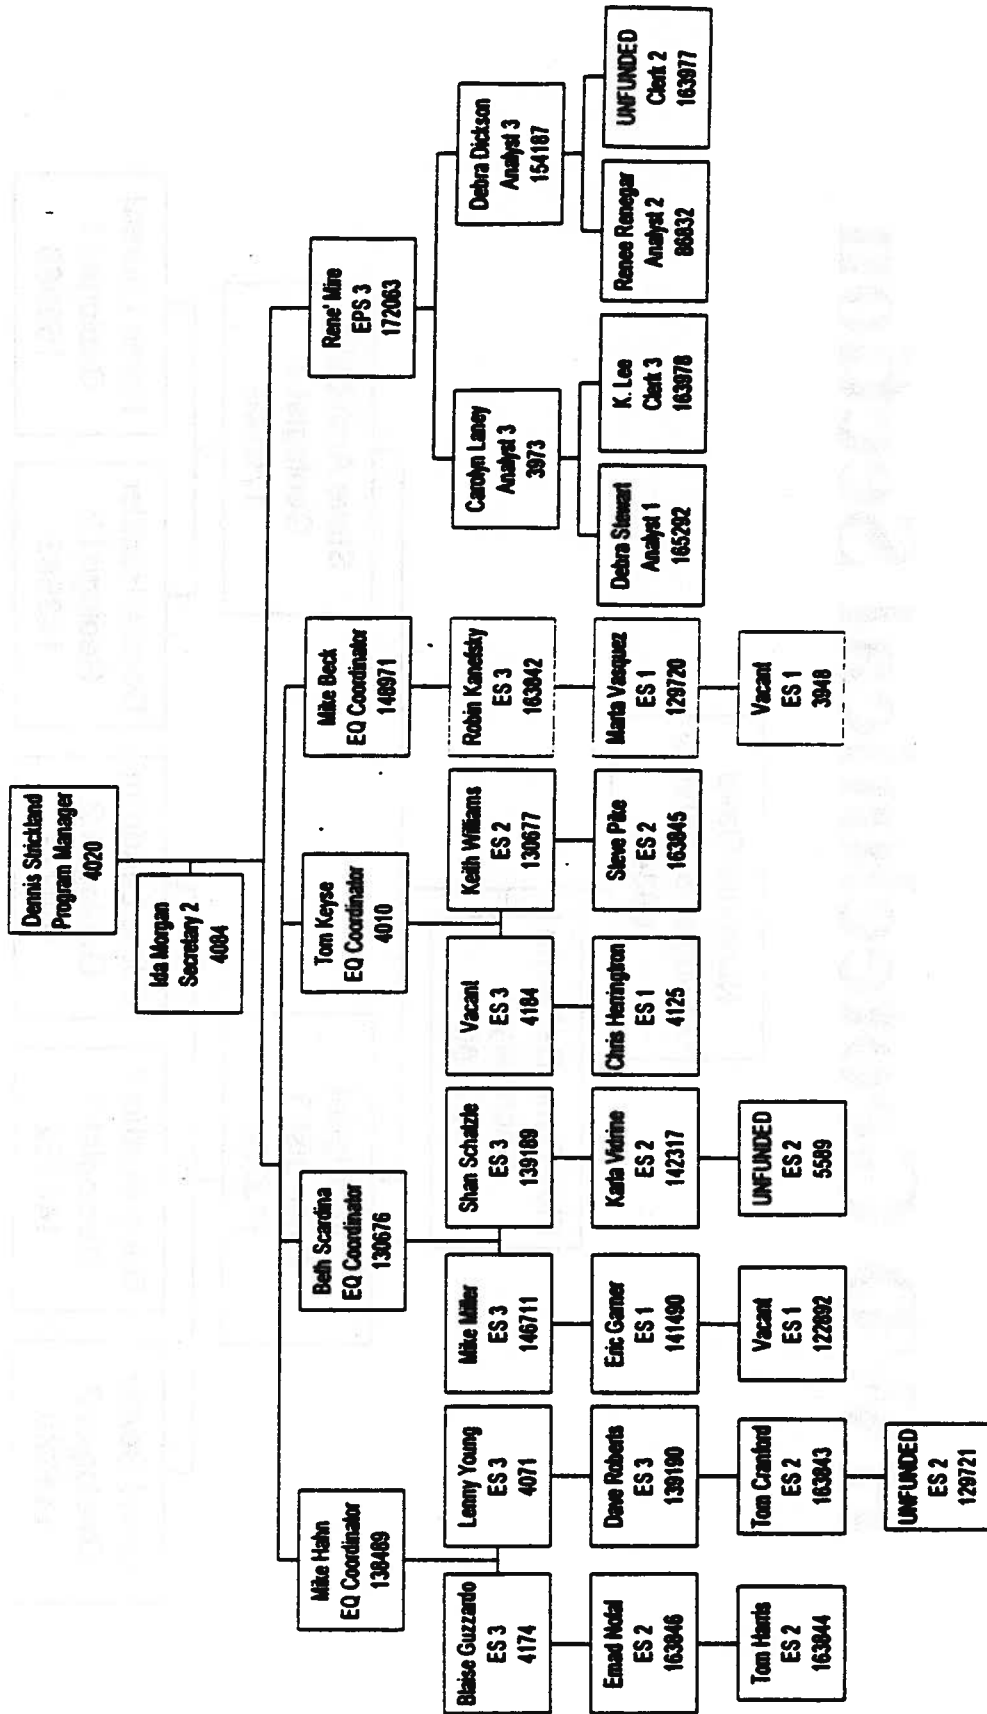 Dennis Strickland
Program Manager
4020
Ida Morgan
Secretary 2
4084
Mike Hahn
EQ Coordinator
138489
Beth Scardina
EQ Coordinator
130676
Tom Keyse
EQ Coordinator
4010
Mike Beck
EQ Coordinator
148971
Rene' Mire
EPS 3
172063
Blaise Guzzardo
ES 3
4174
Lenny Young
ES 3
4071
Mike Miller
ES 3
146711
Shan Schatzle
ES 3
139189
Vacant
ES 3
4184
Keith Williams
ES 2
130677
Robin Kanefsky
ES 3
163842
Carolyn Laney
Analyst 3
3973
Debra Dickson
Analyst 3
154187
Emad Nofal
ES 2
163846
Dave Roberts
ES 3
139190
Eric Garner
ES 1
141490
Karla Vidrine
ES 2
142317
Chris Herringtron
ES 1
4125
Steve Pike
ES 2
163845
Marta Vasquez
ES 1
129720
Debra Stewart
Analyst 1
165292
K. Lee
Clerk 3
163978
Renee Renegar
Analyst 2
86832
UNFUNDED
Clerk 2
163977
Tom Harris
ES 2
163844
Tom Cranford
ES 2
163843
Vacant
ES 1
122892
UNFUNDED
ES 2
5589
Vacant
ES 1
3948
UNFUNDED
ES 2
129721